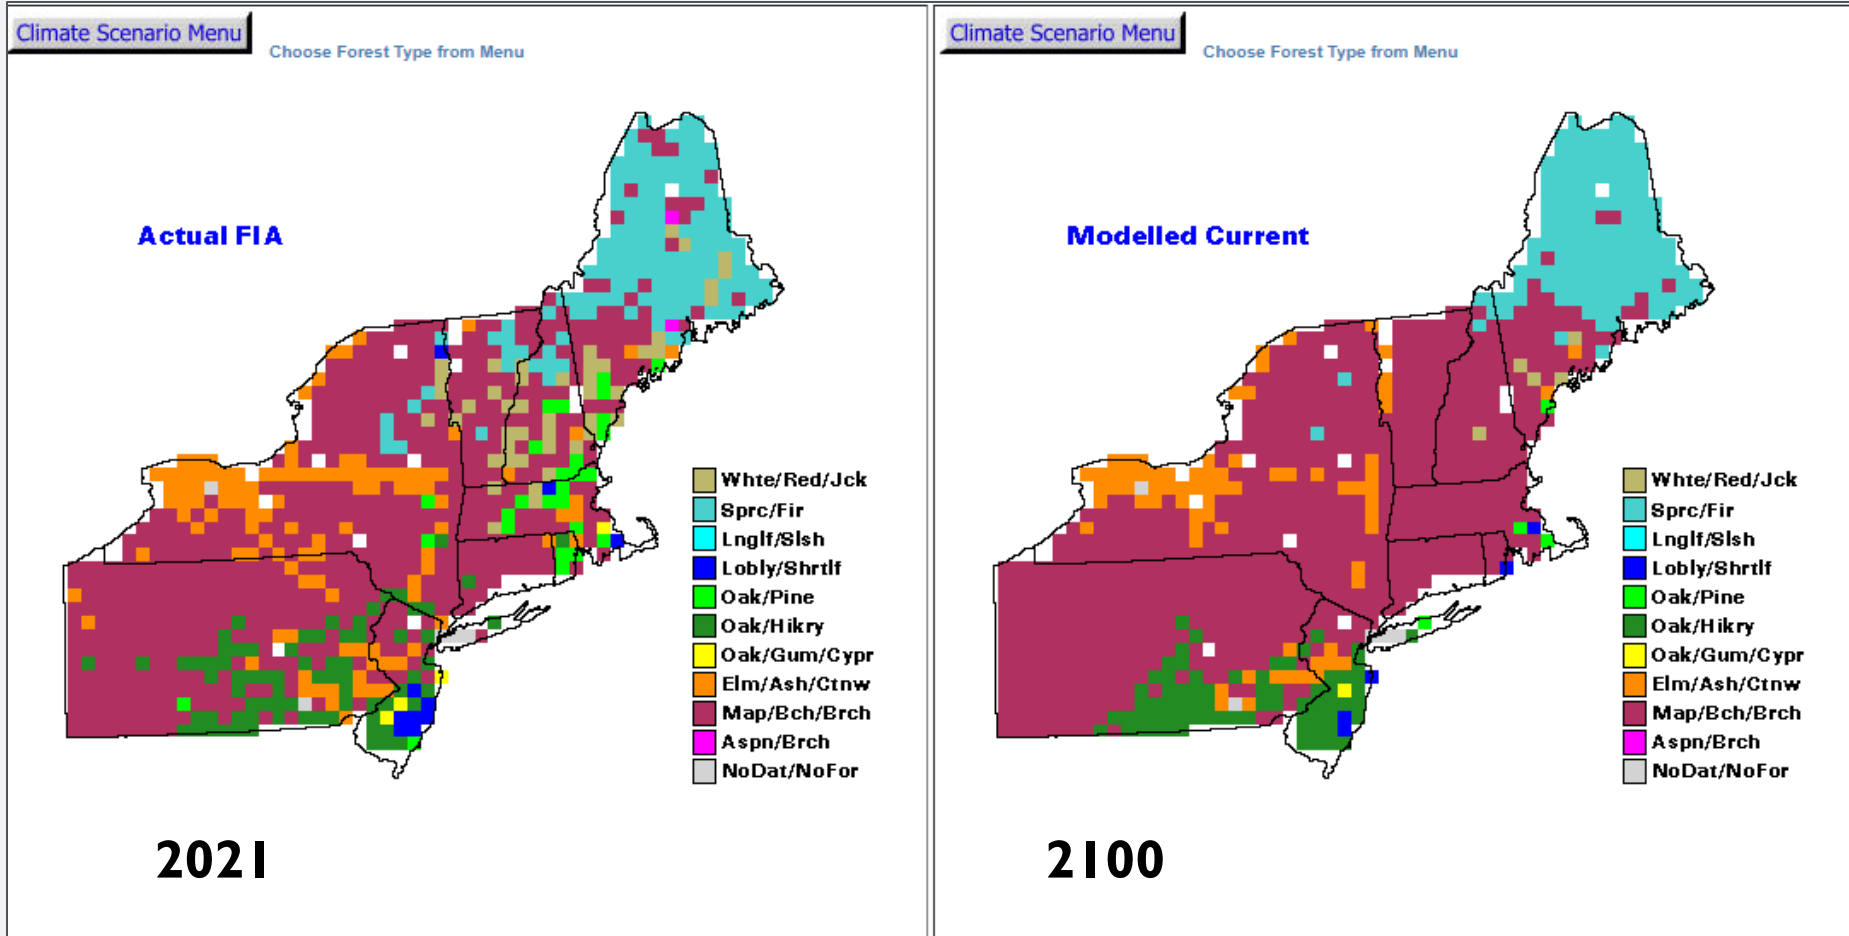 Climate Scenario Menu
Choose Forest Type from Menu
Actual FIA
Whte/Red/Jck
Sprc/Fir
Lnglf/Slsh
Lobly/Shrtlf
Oak/Pine
Oak/Hikry
Oak/Gum/Cypr
Elm/Ash/Ctnw
Map/Bch/Brch
Aspn/Brch
NoDat/NoFor
2021
Climate Scenario Menu
Choose Forest Type from Menu
Modelled Current
Whte/Red/Jck
Sprc/Fir
Lnglf/Slsh
Lobly/Shrtlf
Oak/Pine
Oak/Hikry
Oak/Gum/Cypr
Elm/Ash/Ctnw
Map/Bch/Brch
Aspn/Brch
NoDat/NoFor
2100